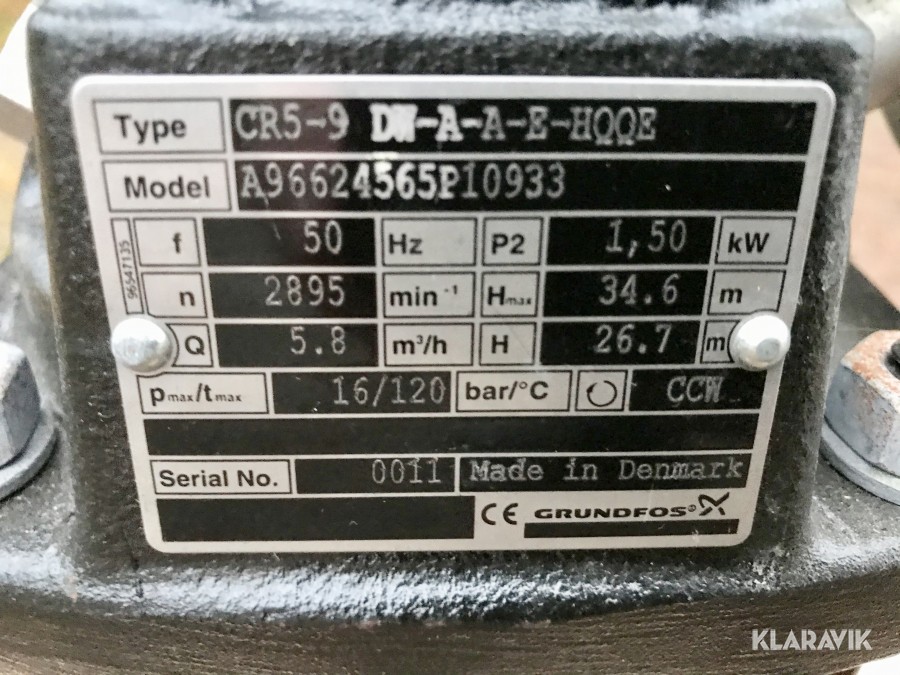 Type CR5-9 DW-A-A-E-HQQE
Model A96624565P10933
96547135
f 50 Hz P2 1,50 kW
n 2895 min⁻¹ Hmax 34.6 m
Q 5.8 m³/h H 26.7 m
pmax/tmax 16/120 bar/°C CCW
Serial No. 0011 Made in Denmark
CE GRUNDFOS®
KLARAVIK